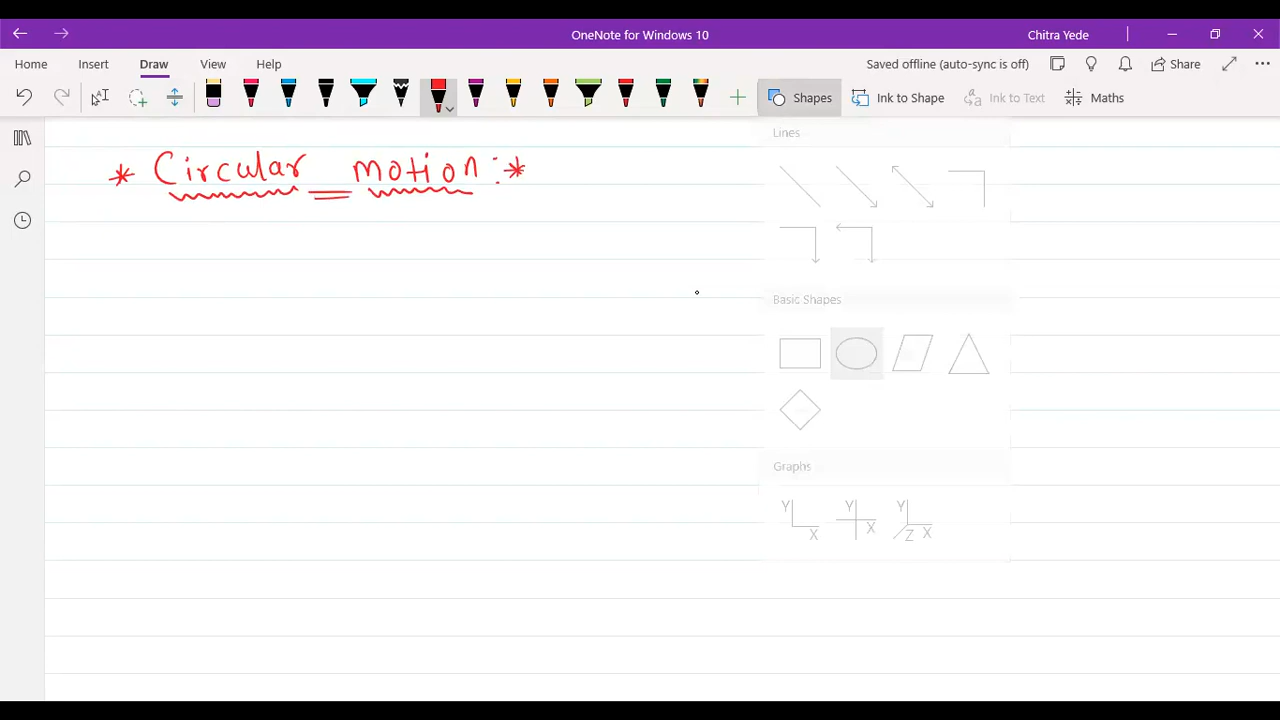 OneNote for Windows 10
Chitra Yede
Home Insert Draw View Help
Saved offline (auto-sync is off)
Share
Shapes
Ink to Shape
Ink to Text
Maths
Lines
* Circular = motion : *
Basic Shapes
Graphs
Y X
Y X
Y Z X